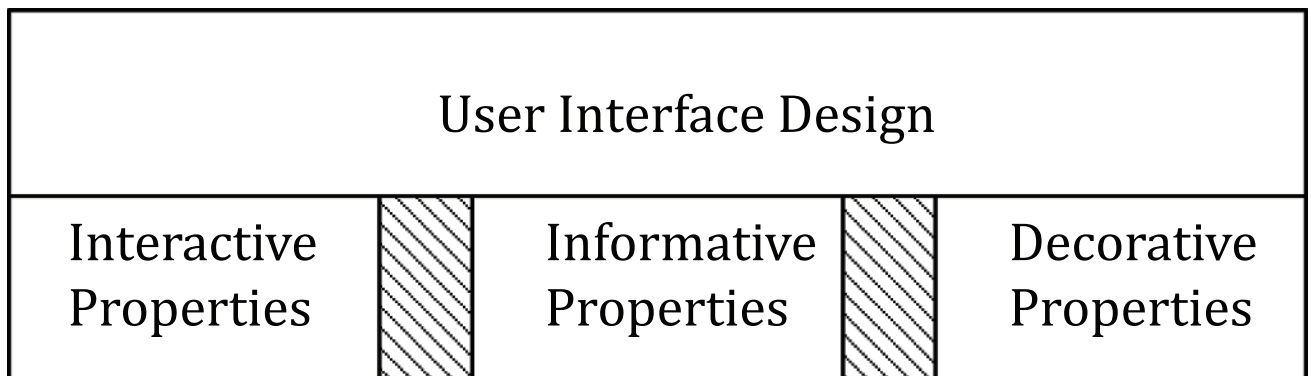 User Interface Design
Interactive
Properties
Informative
Properties
Decorative
Properties